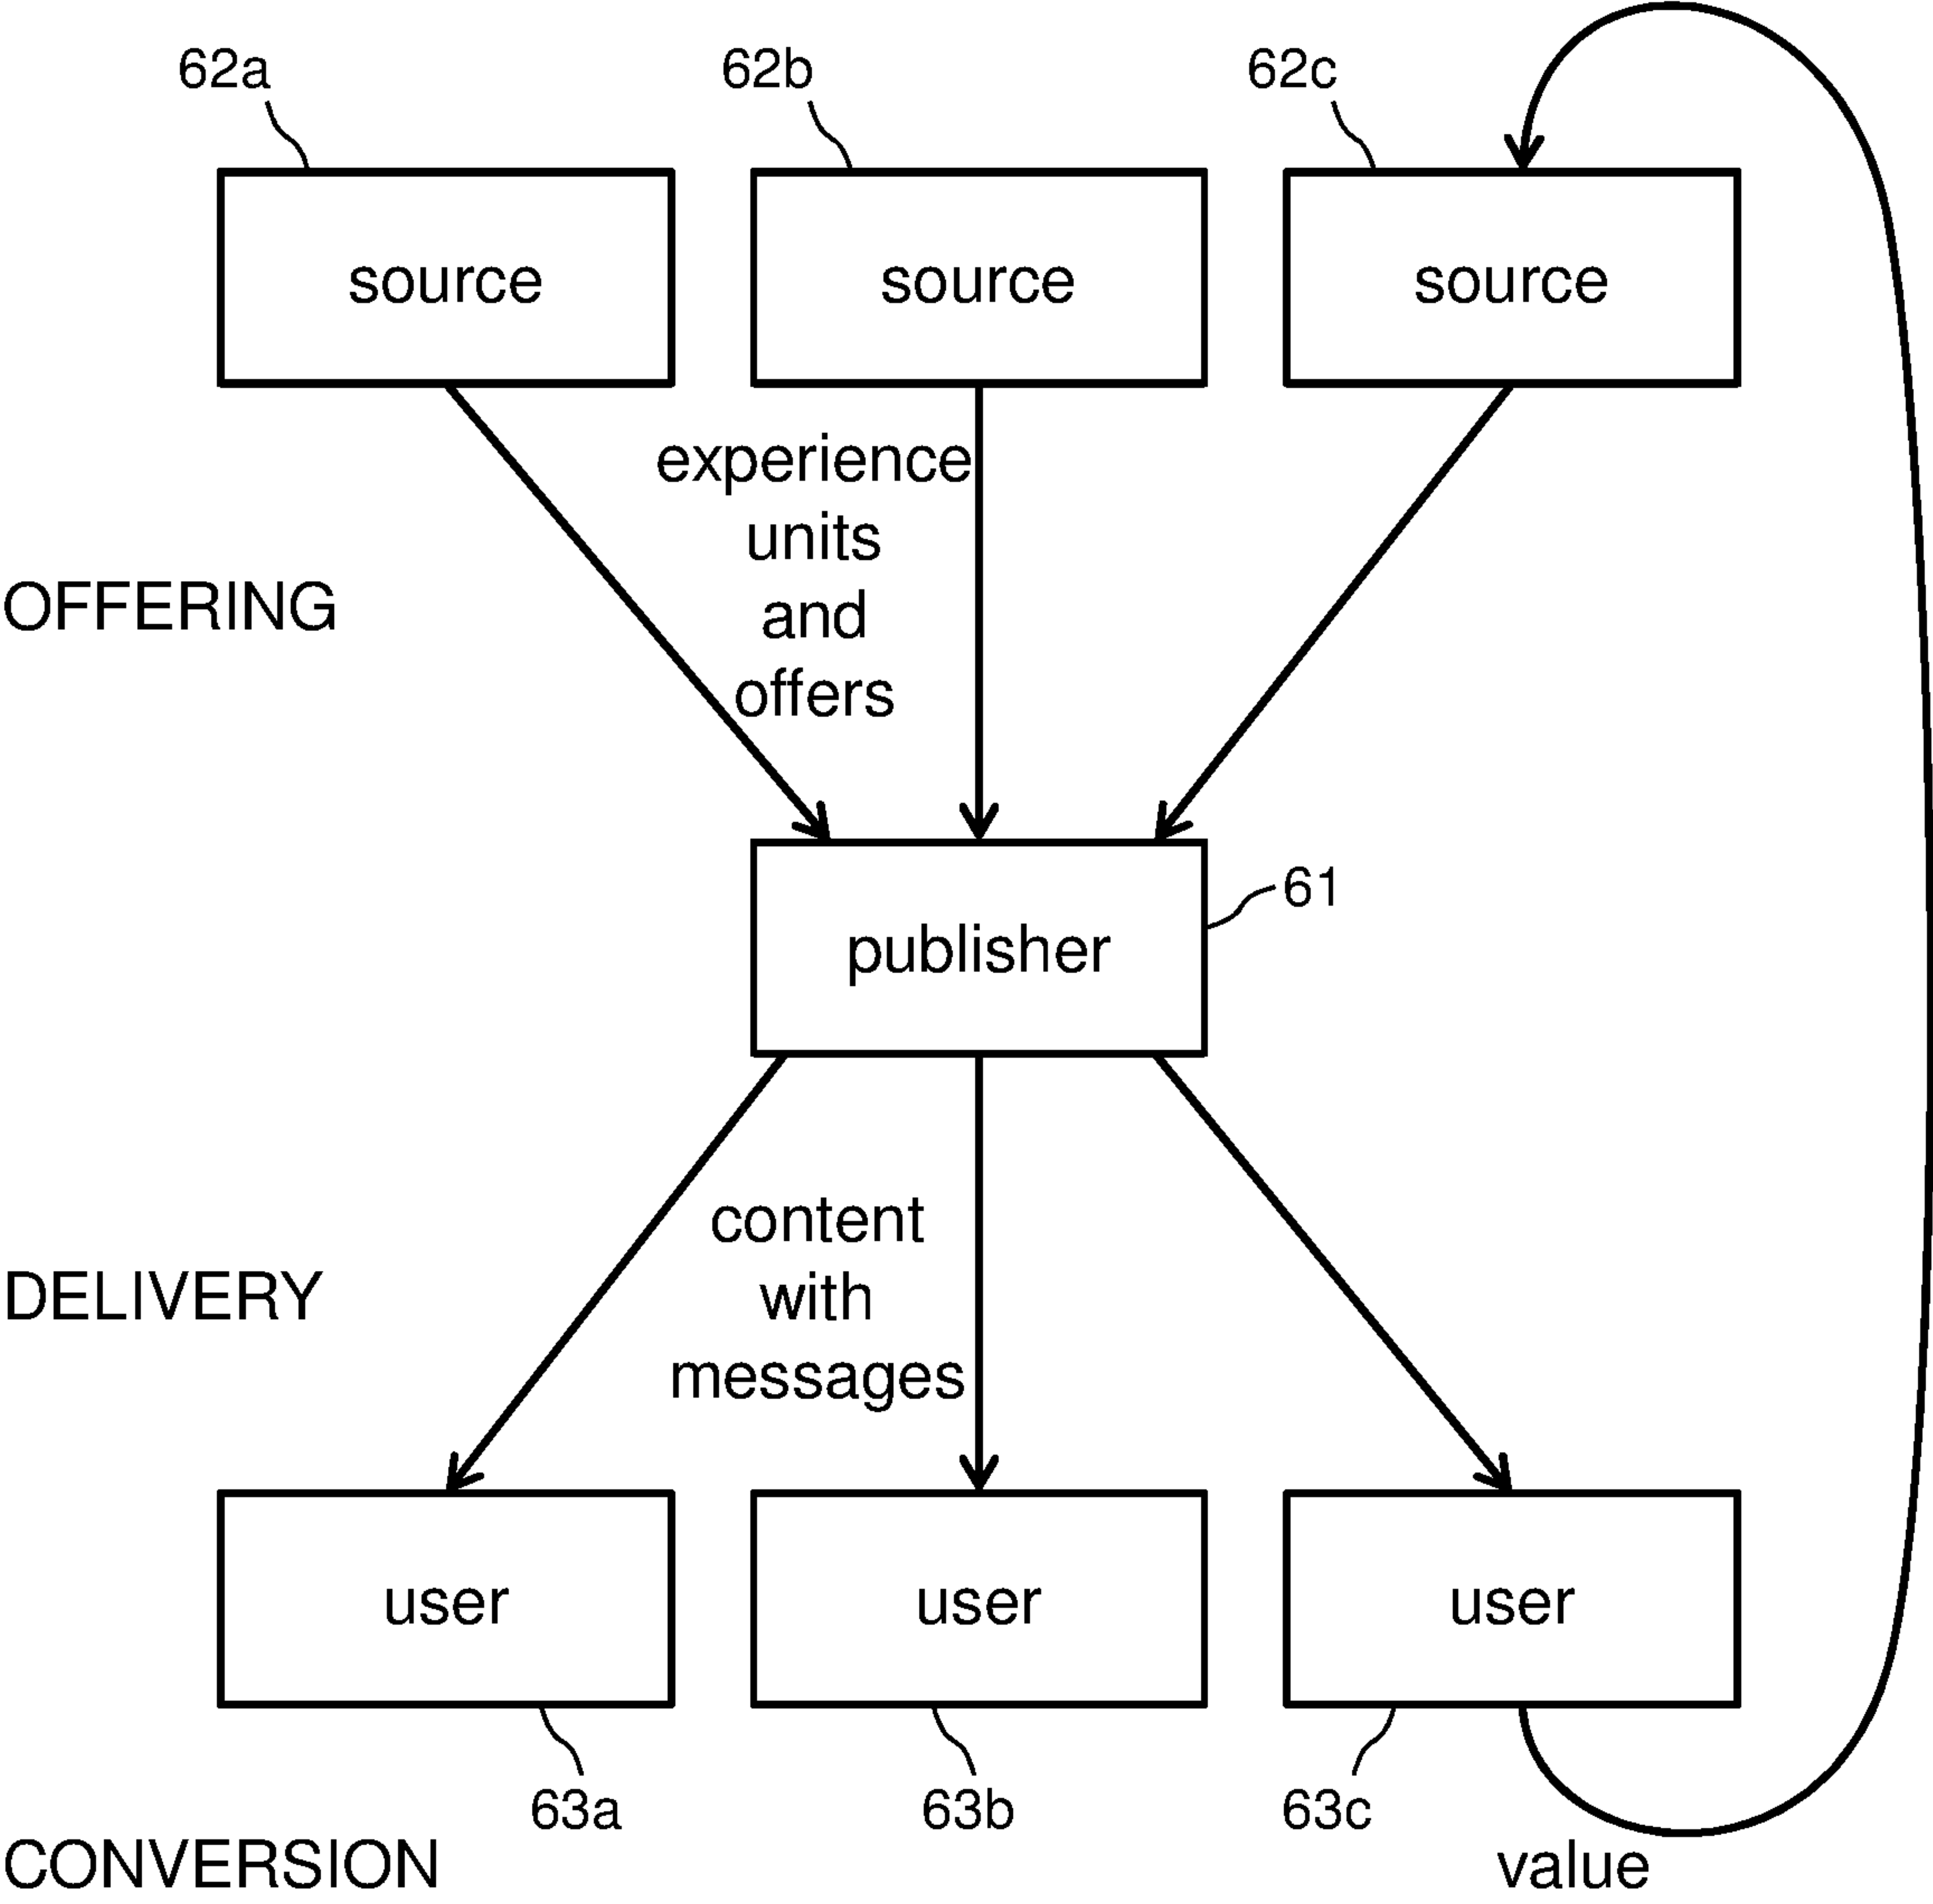 62a
62b
62c
source
source
source
experience
units
and
offers
OFFERING
61
publisher
content
with
messages
DELIVERY
user
user
user
63a
63b
63c
CONVERSION
value